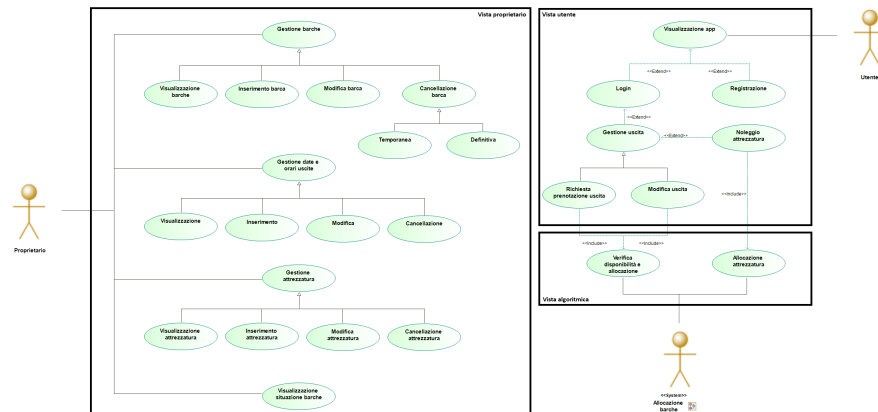 Vista proprietario
Gestione barche
Visualizzazione
barche
Inserimento barca
Modifica barca
Cancellazione
barca
Temporanea
Definitiva
Gestione date e
orari uscite
Visualizzazione
Inserimento
Modifica
Cancellazione
Gestione
attrezzatura
Visualizzazione
attrezzatura
Inserimento
attrezzatura
Modifica
attrezzatura
Cancellazione
attrezzatura
Visualizzazione
situazione barche
Proprietario
Vista utente
Visualizzazione app
Utente
<<Extend>>
<<Extend>>
Login
Registrazione
<<Extend>>
Gestione uscita
<<Extend>>
Noleggio
attrezzatura
Richiesta
prenotazione uscita
Modifica uscita
<<Include>>
<<Include>>
<<Include>>
Verifica
disponibilità e
allocazione
Allocazione
attrezzatura
Vista algoritmica
<<System>>
Allocazione
barche